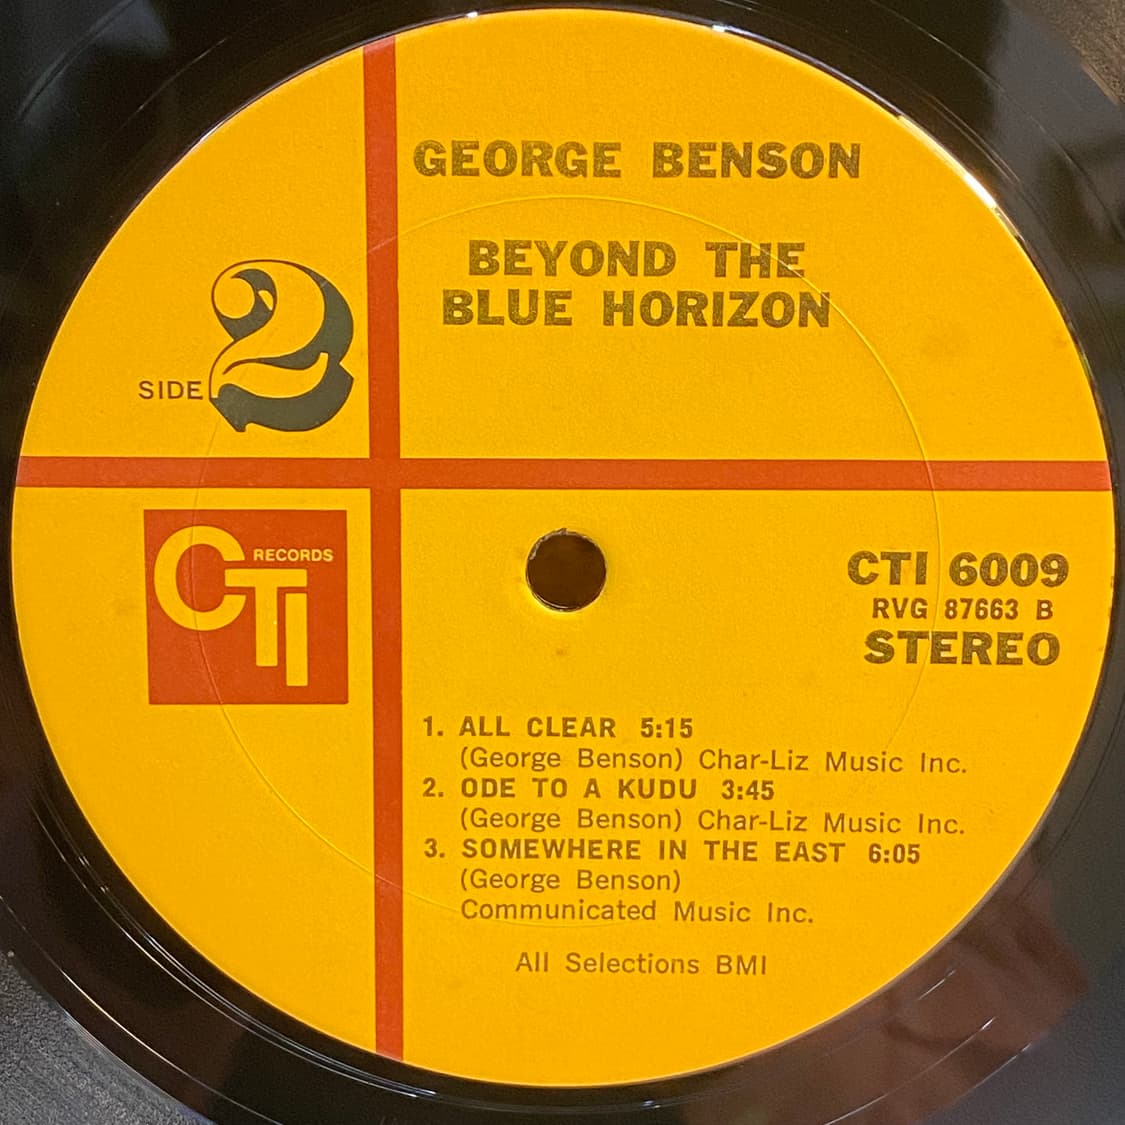 GEORGE BENSON
BEYOND THE
BLUE HORIZON
SIDE 2
CTI RECORDS
CTI 6009
RVG 87663 B
STEREO
1. ALL CLEAR 5:15
(George Benson) Char-Liz Music Inc.
2. ODE TO A KUDU 3:45
(George Benson) Char-Liz Music Inc.
3. SOMEWHERE IN THE EAST 6:05
(George Benson)
Communicated Music Inc.
All Selections BMI